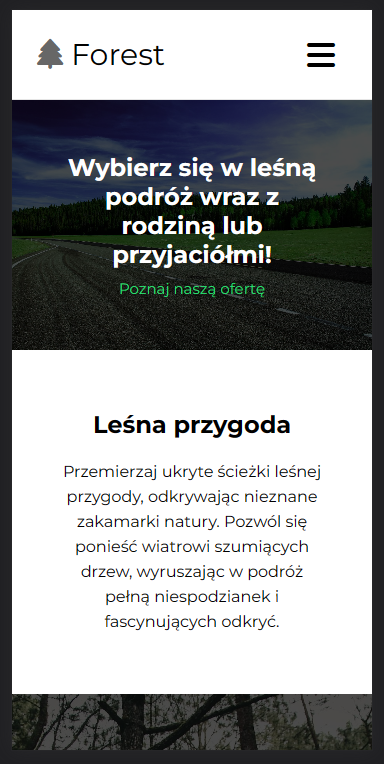 Forest
Wybierz się w leśną
podróż wraz z
rodziną lub
przyjaciółmi!
Poznaj naszą ofertę
Leśna przygoda
Przemierzaj ukryte ścieżki leśnej
przygody, odkrywając nieznane
zakamarki natury. Pozwól się
ponieść wiatrowi szumiących
drzew, wyruszając w podróż
pełną niespodzianek i
fascynujących odkryć.